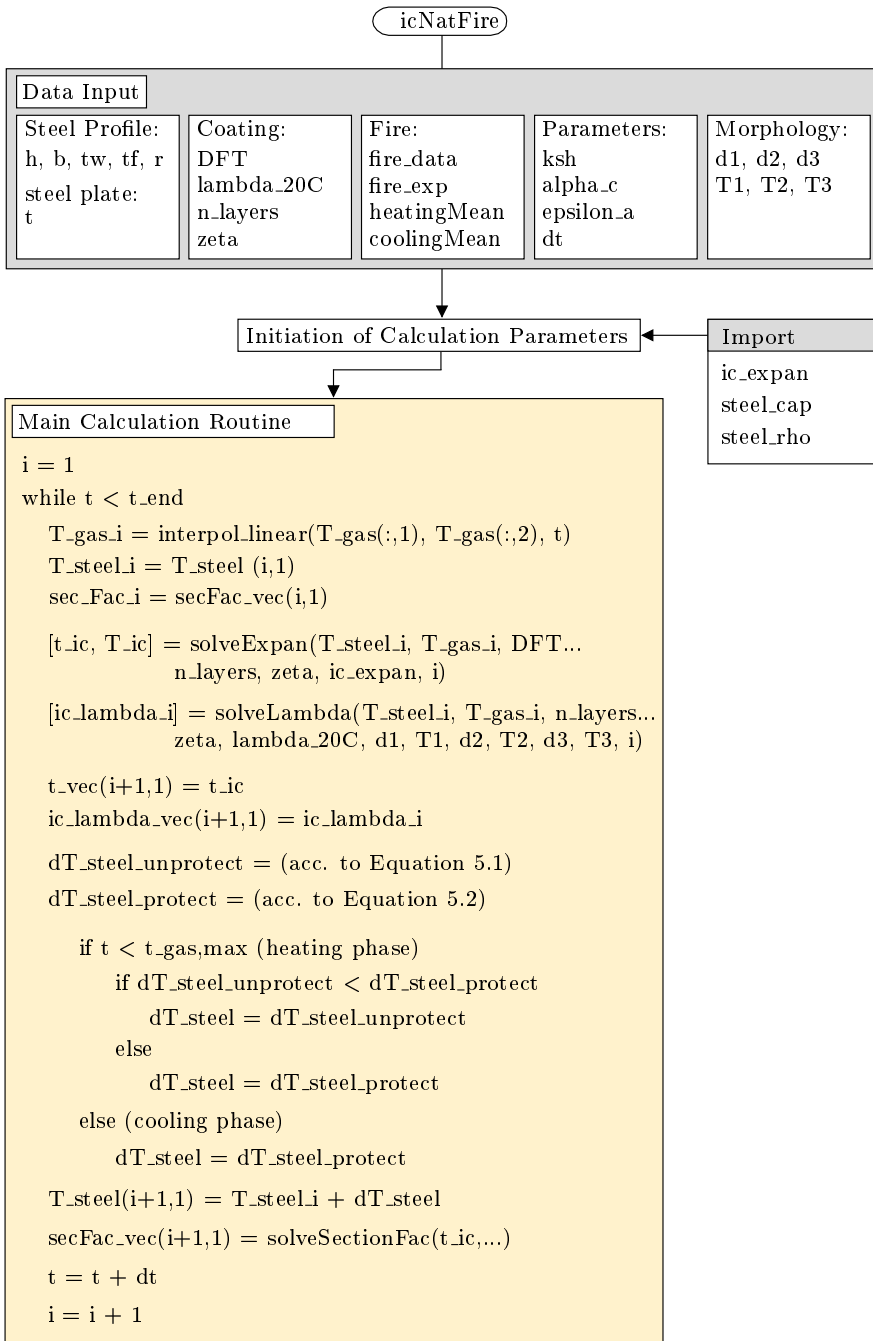 icNatFire
Data Input
Steel Profile:
h, b, tw, tf, r
steel plate:
t
Coating:
DFT
lambda_20C
n_layers
zeta
Fire:
fire_data
fire_exp
heatingMean
coolingMean
Parameters:
ksh
alpha_c
epsilon_a
dt
Morphology:
d1, d2, d3
T1, T2, T3
Initiation of Calculation Parameters
Import
ic_expan
steel_cap
steel_rho
Main Calculation Routine
i = 1
while t < t_end
T_gas_i = interpol_linear(T_gas(:,1), T_gas(:,2), t)
T_steel_i = T_steel (i,1)
sec_Fac_i = secFac_vec(i,1)
[t_ic, T_ic] = solveExpan(T_steel_i, T_gas_i, DFT...
n_layers, zeta, ic_expan, i)
[ic_lambda_i] = solveLambda(T_steel_i, T_gas_i, n_layers...
zeta, lambda_20C, d1, T1, d2, T2, d3, T3, i)
t_vec(i+1,1) = t_ic
ic_lambda_vec(i+1,1) = ic_lambda_i
dT_steel_unprotect = (acc. to Equation 5.1)
dT_steel_protect = (acc. to Equation 5.2)
if t < t_gas,max (heating phase)
if dT_steel_unprotect < dT_steel_protect
dT_steel = dT_steel_unprotect
else
dT_steel = dT_steel_protect
else (cooling phase)
dT_steel = dT_steel_protect
T_steel(i+1,1) = T_steel_i + dT_steel
secFac_vec(i+1,1) = solveSectionFac(t_ic,...)
t = t + dt
i = i + 1